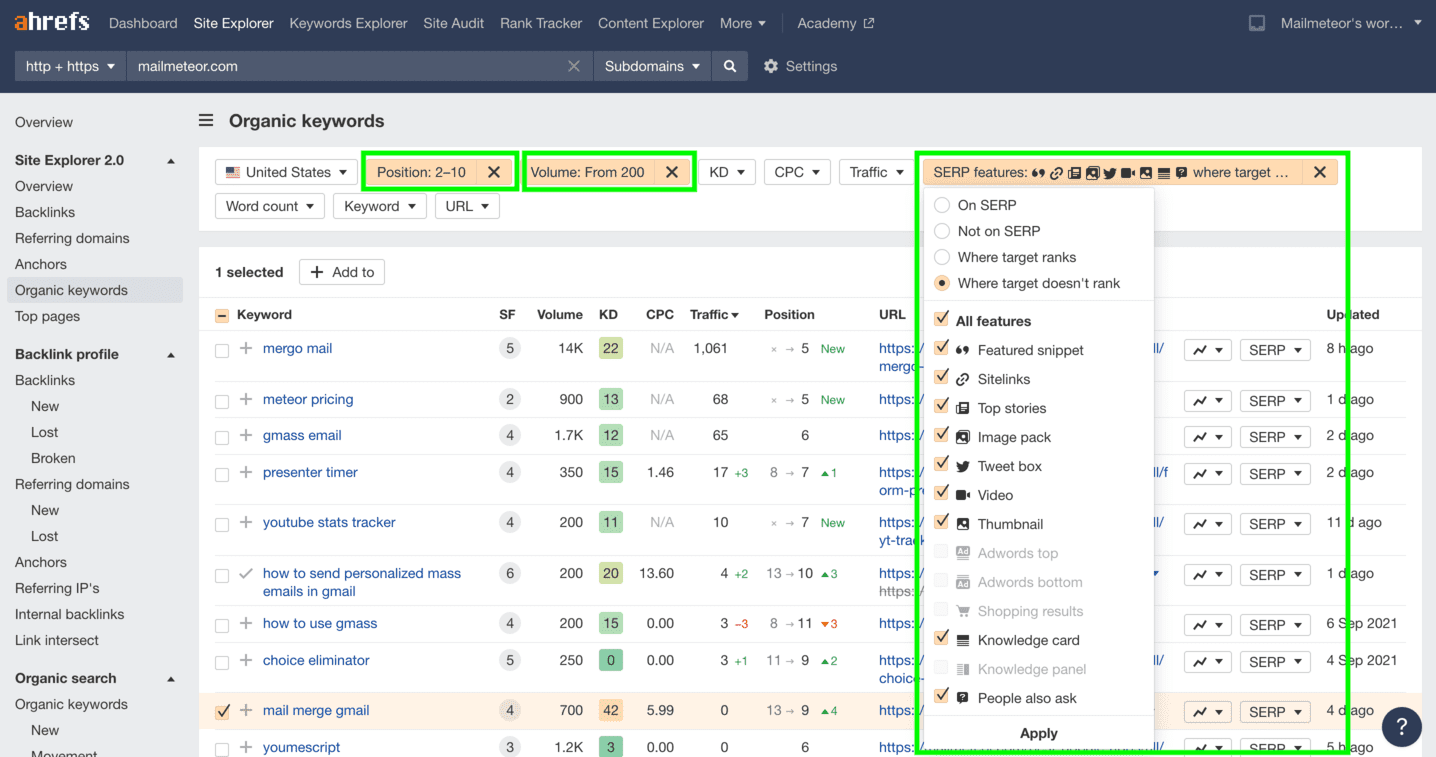 ahrefs Dashboard Site Explorer Keywords Explorer Site Audit Rank Tracker Content Explorer More Academy Mailmeteor's wor...
http + https mailmeteor.com Subdomains Settings
Overview
Site Explorer 2.0
Overview
Backlinks
Referring domains
Anchors
Organic keywords
Top pages
Backlink profile
Backlinks
New
Lost
Broken
Referring domains
New
Lost
Anchors
Referring IP's
Internal backlinks
Link intersect
Organic search
Organic keywords
New
Movement
Organic keywords
United States Position: 2–10 Volume: From 200 KD CPC Traffic SERP features: where target ...
Word count Keyword URL
On SERP
Not on SERP
Where target ranks
Where target doesn't rank
All features
Featured snippet
Sitelinks
Top stories
Image pack
Tweet box
Video
Thumbnail
Adwords top
Adwords bottom
Shopping results
Knowledge card
Knowledge panel
People also ask
Apply
1 selected + Add to
Keyword SF Volume KD CPC Traffic Position URL Updated
mergo mail 5 14K 22 N/A 1,061 × → 5 New https:/ ll/ SERP 8 h ago
mergo-
meteor pricing 2 900 13 N/A 68 × → 5 New https:/ SERP 1 d ago
gmass email 4 1.7K 12 N/A 65 6 https:/ SERP 2 d ago
presenter timer 4 350 15 1.46 17 +3 8 → 7 1 https:/ ll/f SERP 2 d ago
orm-pre
youtube stats tracker 4 200 11 N/A 10 × → 7 New https:/ ll/ SERP 11 d ago
yt-track
how to send personalized mass 6 200 20 13.60 4 +2 13 → 10 3 https:/ SERP 1 d ago
emails in gmail https:/
how to use gmass 4 200 15 0.00 3 –3 8 → 11 3 https:/ SERP 6 Sep 2021
choice eliminator 5 250 0 0.00 3 +1 11 → 9 2 https:/ ll/ SERP 4 Sep 2021
choice-
mail merge gmail 4 700 42 5.99 0 13 → 9 4 https:/ SERP 4 d ago
youmescript 3 1.2K 3 0.00 0 6 https:/ ll/ SERP 5 h ago
?